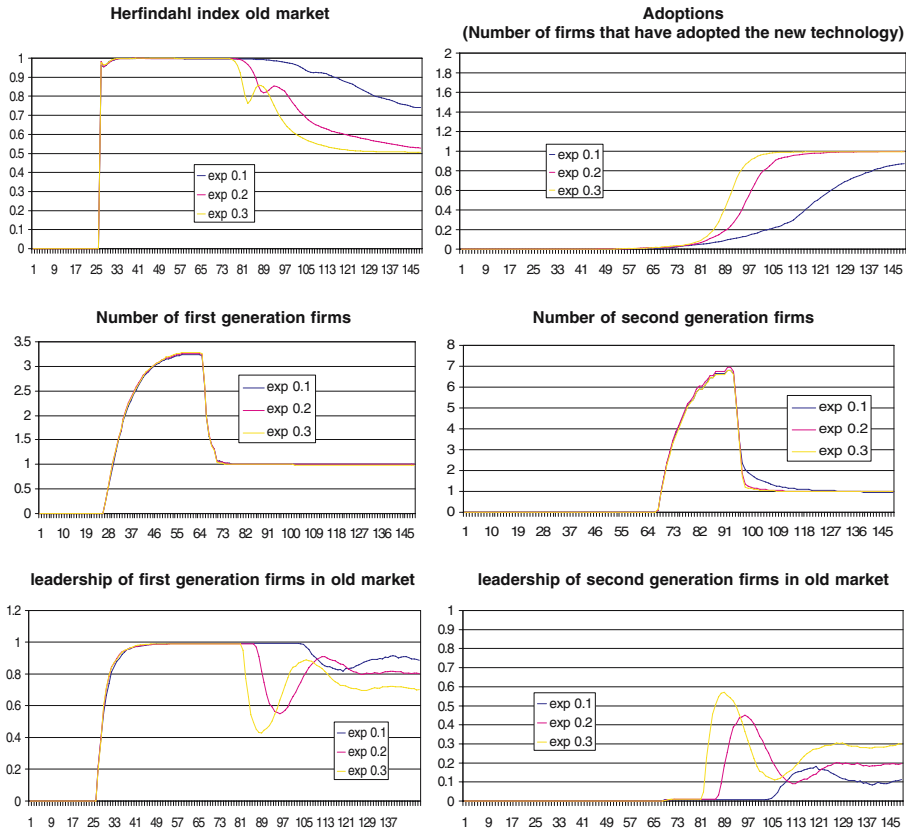 Herfindahl index old market
1
0.9
0.8
0.7
0.6
0.5
0.4
0.3
0.2
0.1
0
exp 0.1
exp 0.2
exp 0.3
1 9 17 25 33 41 49 57 65 73 81 89 97 105 113 121 129 137 145
Adoptions
(Number of firms that have adopted the new technology)
2
1.8
1.6
1.4
1.2
1
0.8
0.6
0.4
0.2
0
exp 0.1
exp 0.2
exp 0.3
1 9 17 25 33 41 49 57 65 73 81 89 97 105 113 121 129 137 145
Number of first generation firms
3.5
3
2.5
2
1.5
1
0.5
0
exp 0.1
exp 0.2
exp 0.3
1 10 19 28 37 46 55 64 73 82 91 100 109 118 127 136
Number of second generation firms
8
7
6
5
4
3
2
1
0
exp 0.1
exp 0.2
exp 0.3
1 10 19 28 37 46 55 64 73 82 91 100 109 118 127 136
leadership of first generation firms in old market
1.2
1
0.8
0.6
0.4
0.2
0
exp 0.1
exp 0.2
exp 0.3
1 9 17 25 33 41 49 57 65 73 81 89 97 105 113 121 129 137
leadership of second generation firms in old market
1
0.9
0.8
0.7
0.6
0.5
0.4
0.3
0.2
0.1
0
exp 0.1
exp 0.2
exp 0.3
1 9 17 25 33 41 49 57 65 73 81 89 97 105 113 121 129 137 145